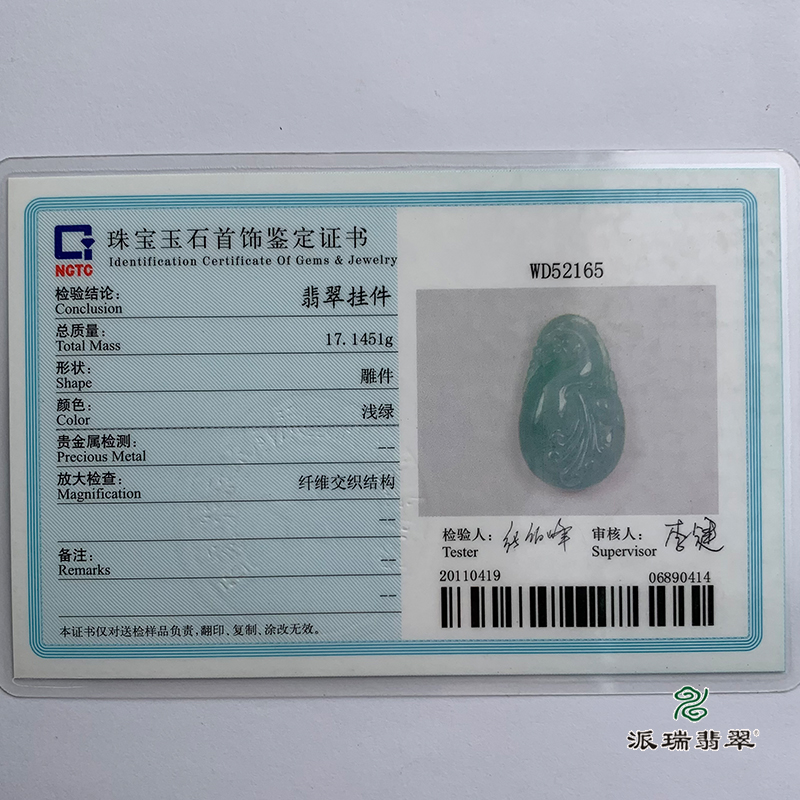 NGTC
珠宝玉石首饰鉴定证书
Identification Certificate Of Gems & Jewelry
检验结论: 翡翠挂件
Conclusion
总质量: 17.1451g
Total Mass
形状: 雕件
Shape
颜色: 浅绿
Color
贵金属检测: --
Precious Metal
放大检查: 纤维交织结构
Magnification
--
备注: --
Remarks
--
本证书仅对送检样品负责,翻印、复制、涂改无效。
WD52165
检验人:
Tester
审核人: 李键
Supervisor
20110419 06890414
派瑞翡翠